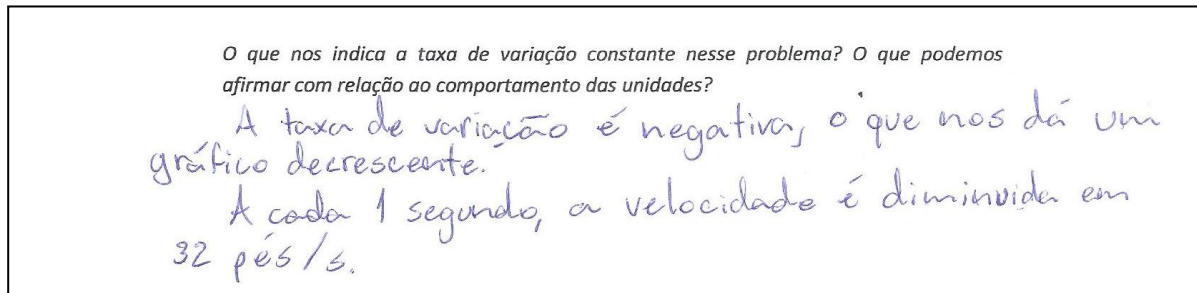 O que nos indica a taxa de variação constante nesse problema? O que podemos
afirmar com relação ao comportamento das unidades?
A taxa de variação é negativa, o que nos dá um
gráfico decrescente.
A cada 1 segundo, a velocidade é diminuida em
32 pés/s.